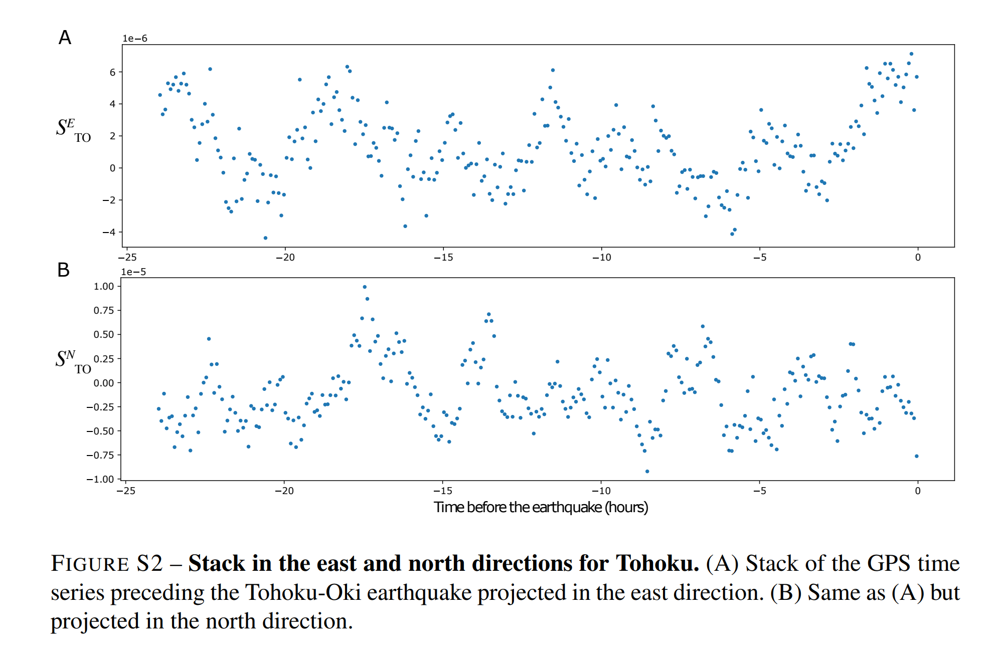 A
1e−6
6
4
2
0
−2
−4
S^E_TO
−25 −20 −15 −10 −5 0
B
1e−5
1.00
0.75
0.50
0.25
0.00
−0.25
−0.50
−0.75
−1.00
S^N_TO
−25 −20 −15 −10 −5 0
Time before the earthquake (hours)
FIGURE S2 – Stack in the east and north directions for Tohoku. (A) Stack of the GPS time
series preceding the Tohoku-Oki earthquake projected in the east direction. (B) Same as (A) but
projected in the north direction.